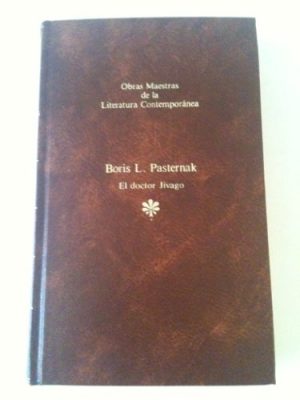 Obras Maestras
de la
Literatura Contemporánea
Boris L. Pasternak
El doctor Jivago